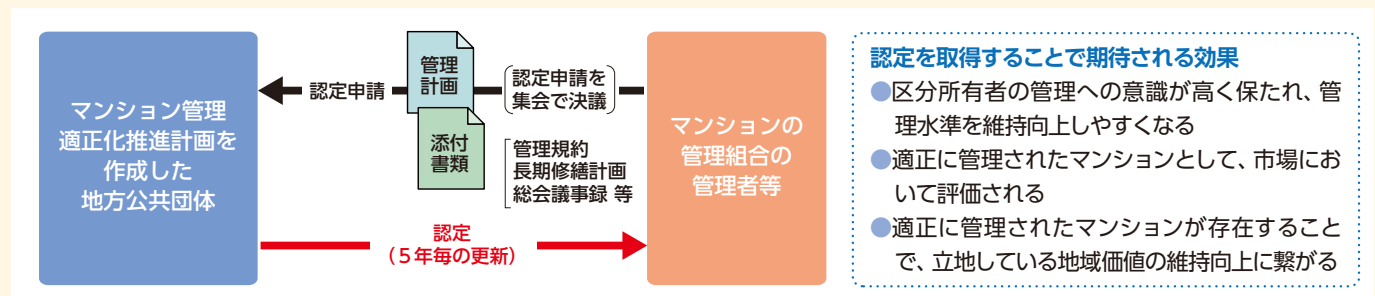 マンション管理
適正化推進計画を
作成した
地方公共団体
認定申請
管理
計画
添付
書類
認定申請を
集会で決議
管理規約
長期修繕計画
総会議事録 等
認定
（５年毎の更新）
マンションの
管理組合の
管理者等
認定を取得することで期待される効果
●区分所有者の管理への意識が高く保たれ、管
理水準を維持向上しやすくなる
●適正に管理されたマンションとして、市場にお
いて評価される
●適正に管理されたマンションが存在すること
で、立地している地域価値の維持向上に繋がる